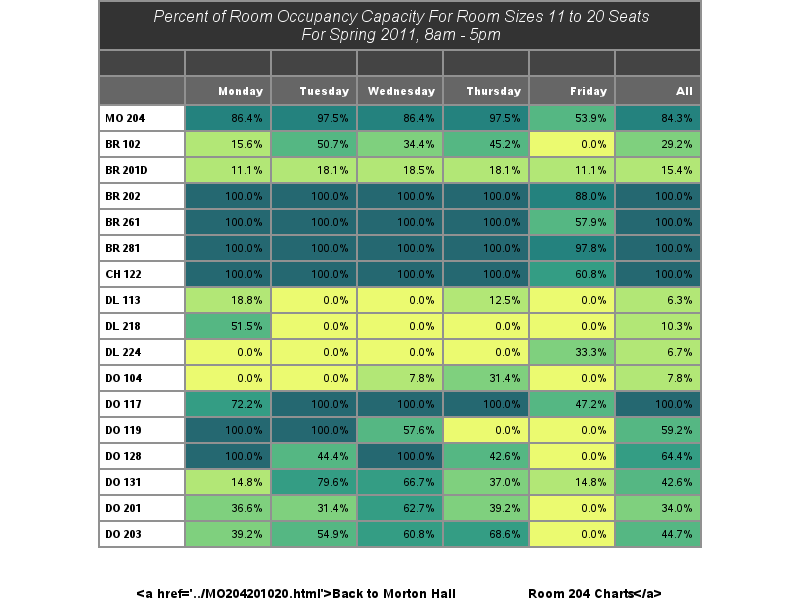 Percent of Room Occupancy Capacity For Room Sizes 11 to 20 Seats
For Spring 2011, 8am - 5pm
Monday Tuesday Wednesday Thursday Friday All
MO 204 86.4% 97.5% 86.4% 97.5% 53.9% 84.3%
BR 102 15.6% 50.7% 34.4% 45.2% 0.0% 29.2%
BR 201D 11.1% 18.1% 18.5% 18.1% 11.1% 15.4%
BR 202 100.0% 100.0% 100.0% 100.0% 88.0% 100.0%
BR 261 100.0% 100.0% 100.0% 100.0% 57.9% 100.0%
BR 281 100.0% 100.0% 100.0% 100.0% 97.8% 100.0%
CH 122 100.0% 100.0% 100.0% 100.0% 60.8% 100.0%
DL 113 18.8% 0.0% 0.0% 12.5% 0.0% 6.3%
DL 218 51.5% 0.0% 0.0% 0.0% 0.0% 10.3%
DL 224 0.0% 0.0% 0.0% 0.0% 33.3% 6.7%
DO 104 0.0% 0.0% 7.8% 31.4% 0.0% 7.8%
DO 117 72.2% 100.0% 100.0% 100.0% 47.2% 100.0%
DO 119 100.0% 100.0% 57.6% 0.0% 0.0% 59.2%
DO 128 100.0% 44.4% 100.0% 42.6% 0.0% 64.4%
DO 131 14.8% 79.6% 66.7% 37.0% 14.8% 42.6%
DO 201 36.6% 31.4% 62.7% 39.2% 0.0% 34.0%
DO 203 39.2% 54.9% 60.8% 68.6% 0.0% 44.7%
<a href='../MO204201020.html'>Back to Morton Hall Room 204 Charts</a>